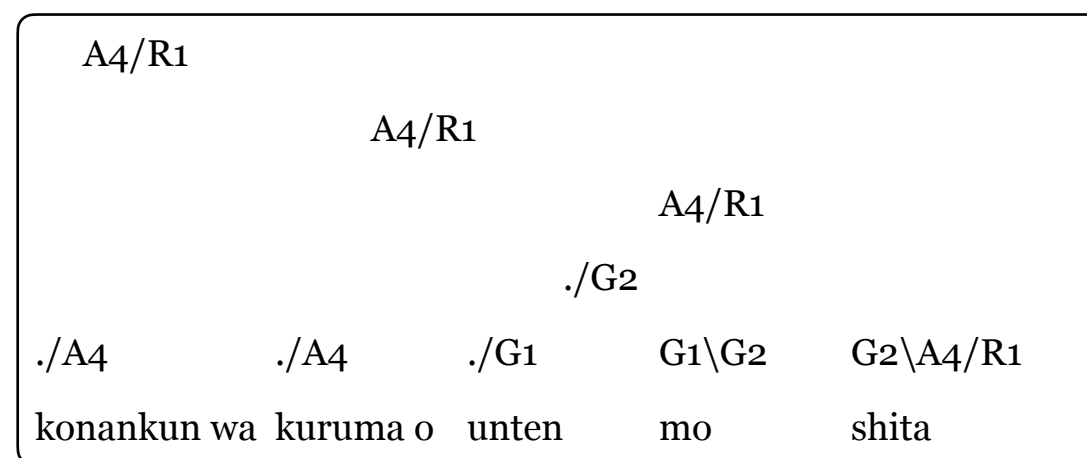 A4/R1
A4/R1
A4/R1
./G2
./A4 ./A4 ./G1 G1\G2 G2\A4/R1
konankun wa kuruma o unten mo shita